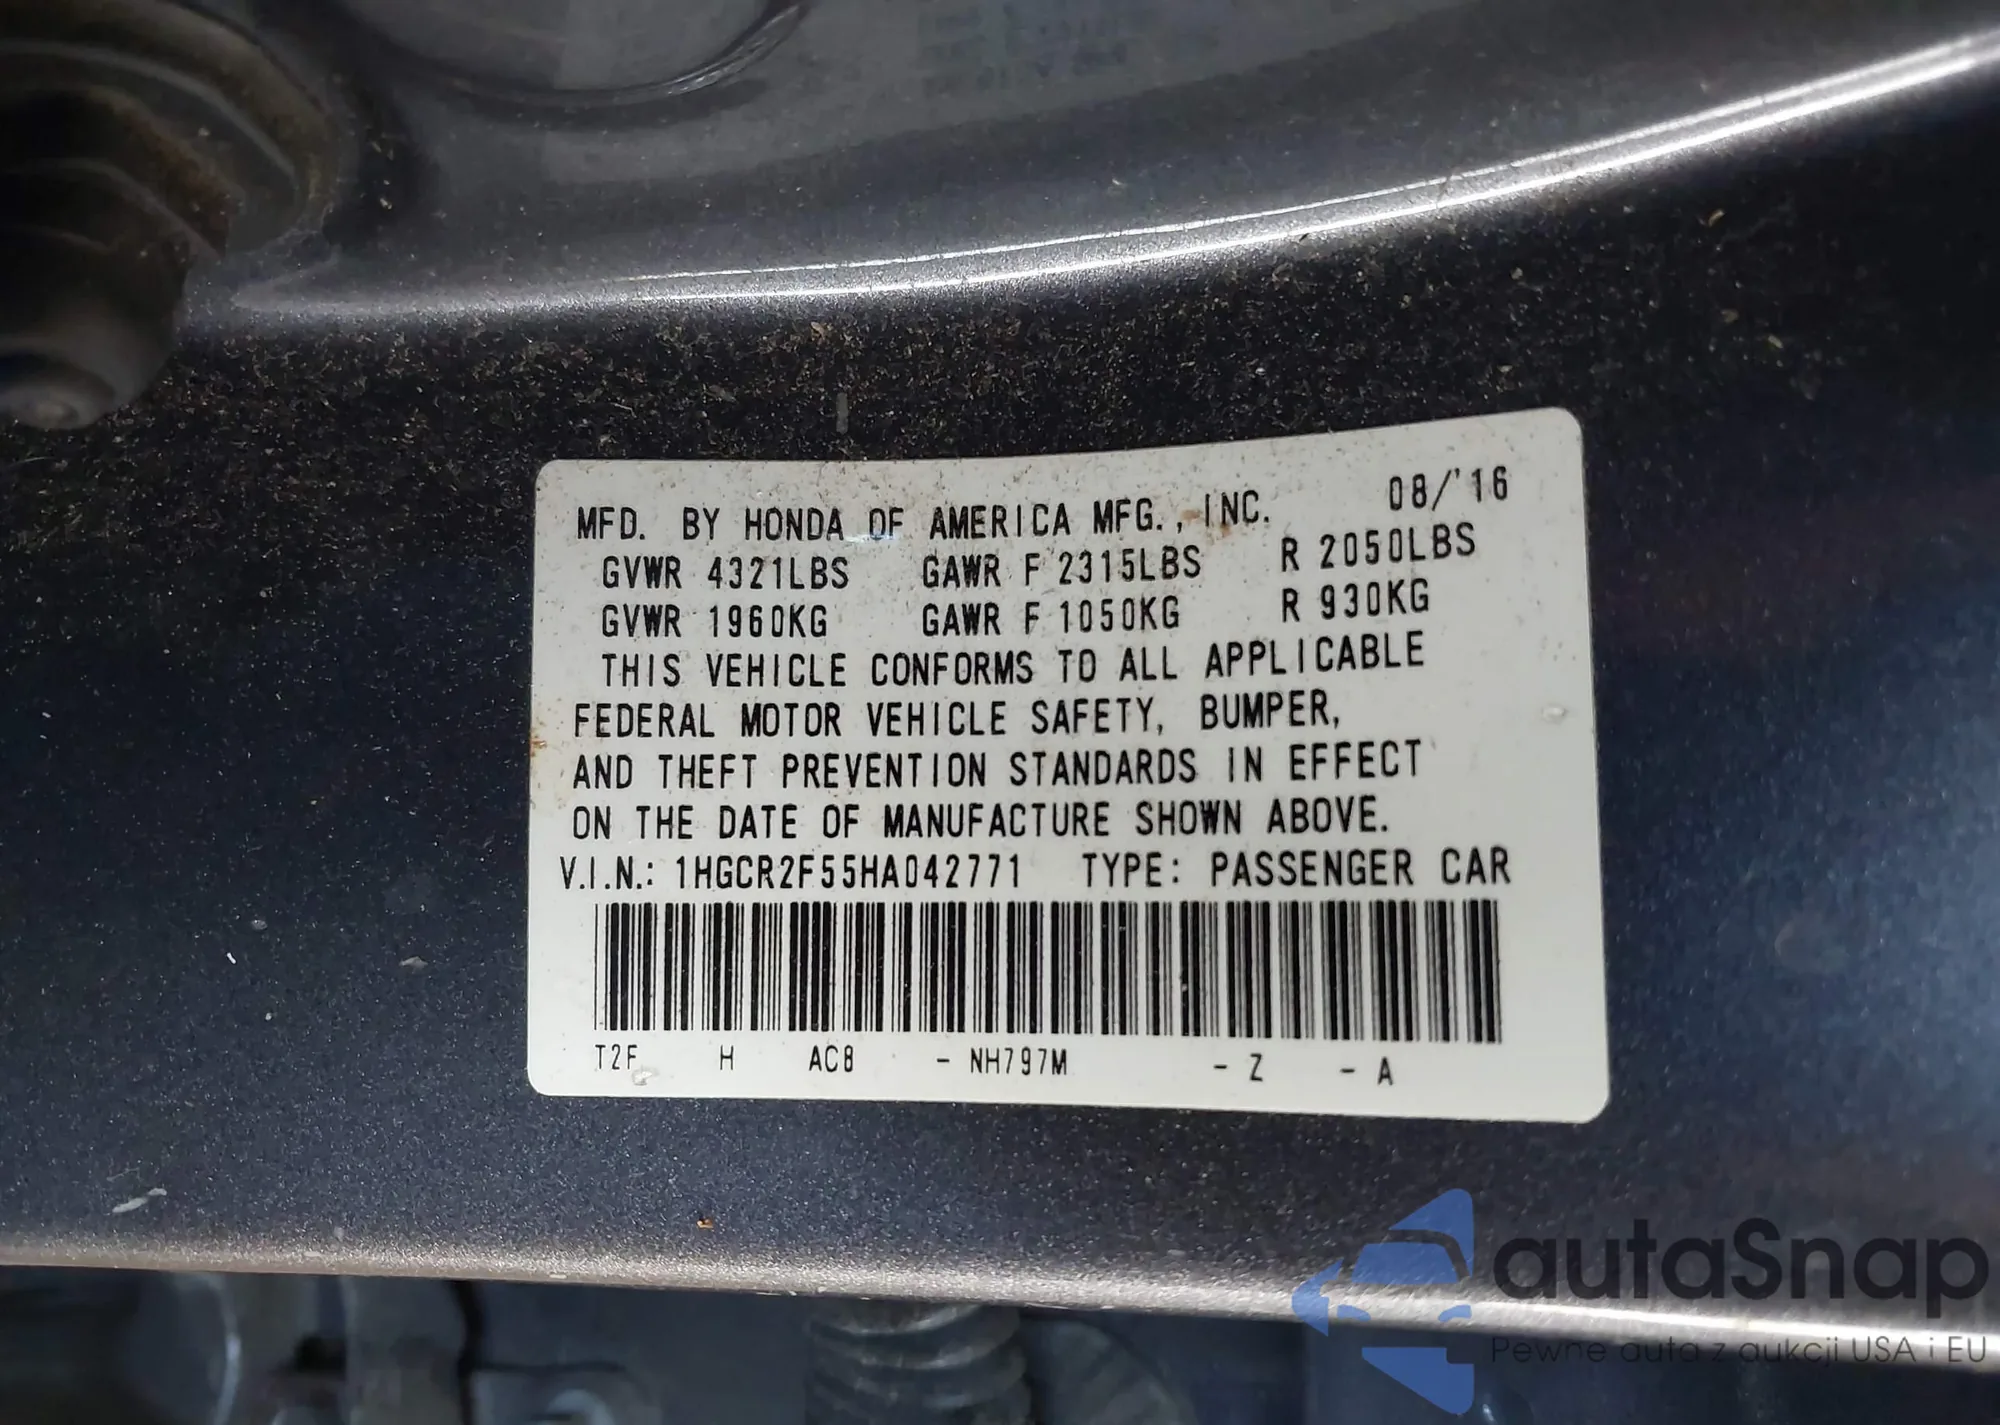 MFD. BY HONDA OF AMERICA MFG., INC. 08/'16
GVWR 4321LBS GAWR F 2315LBS R 2050LBS
GVWR 1960KG GAWR F 1050KG R 930KG
THIS VEHICLE CONFORMS TO ALL APPLICABLE
FEDERAL MOTOR VEHICLE SAFETY, BUMPER,
AND THEFT PREVENTION STANDARDS IN EFFECT
ON THE DATE OF MANUFACTURE SHOWN ABOVE.
V.I.N.: 1HGCR2F55HA042771 TYPE: PASSENGER CAR
T2F H AC8 - NH797M - Z - A
autaSnap
Pewne auta z aukcji USA i EU